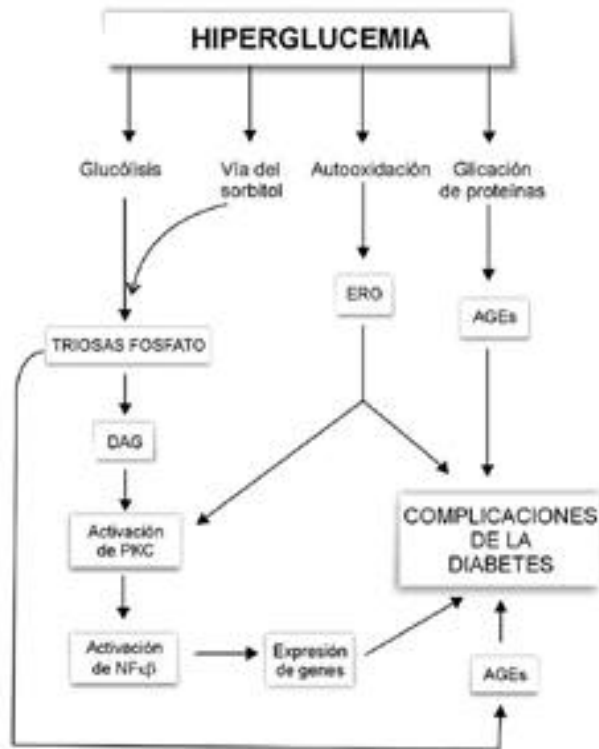 HIPERGLUCEMIA
Glucólisis
Vía del
sorbitol
Autooxidación
Glicación
de proteínas
ERO
AGEs
TRIOSAS FOSFATO
DAG
Activación
de PKC
COMPLICACIONES
DE LA
DIABETES
Activación
de NFκβ
Expresión
de genes
AGEs